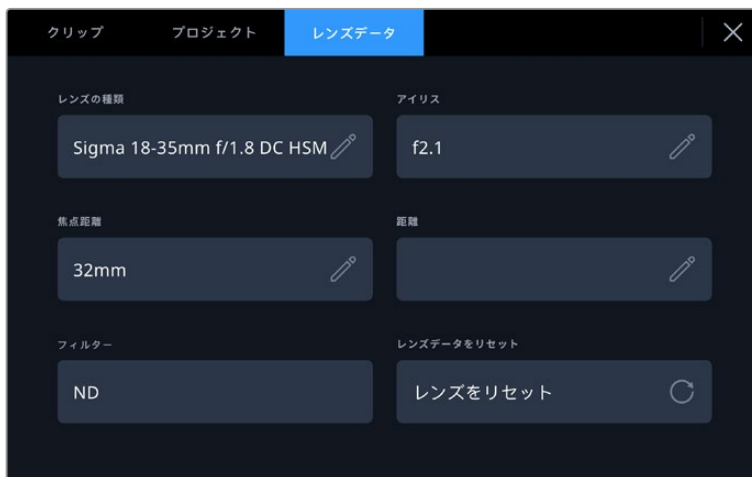 クリップ プロジェクト レンズデータ
レンズの種類 アイリス
Sigma 18-35mm f/1.8 DC HSM f2.1
焦点距離 距離
32mm
フィルター レンズデータをリセット
ND レンズをリセット